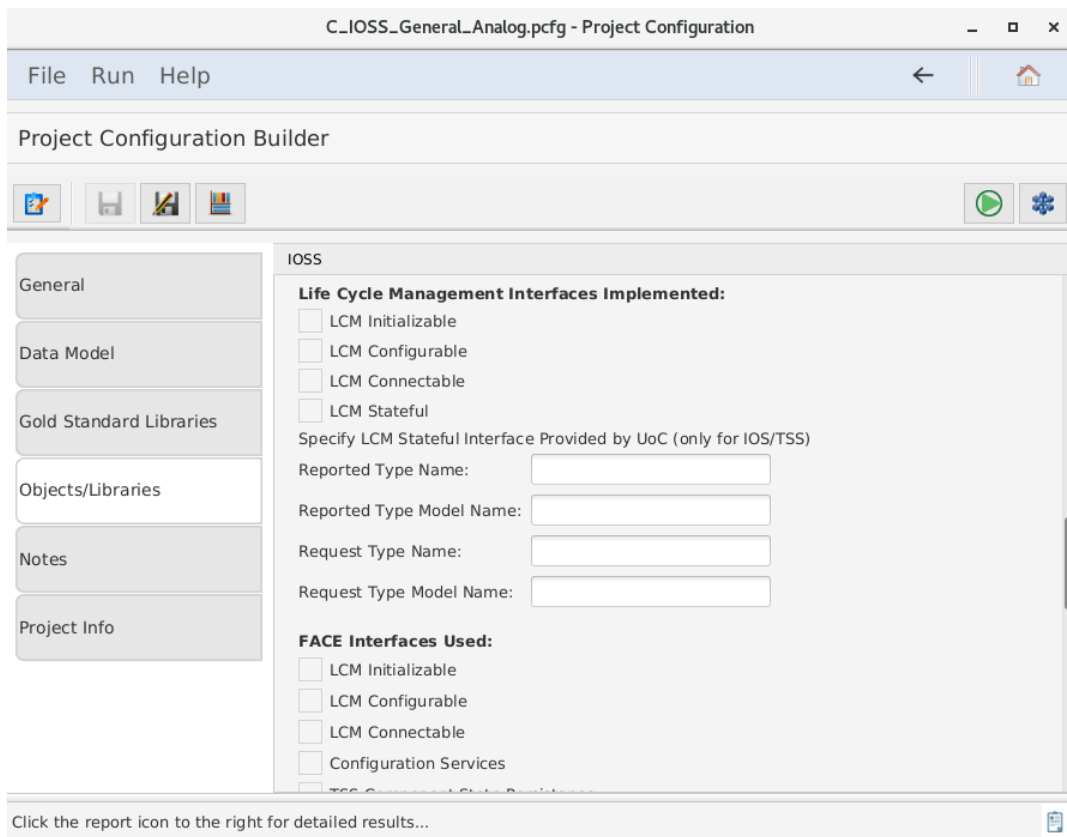 C_IOSS_General_Analog.pcfg - Project Configuration
File Run Help
Project Configuration Builder
IOSS
General
Data Model
Gold Standard Libraries
Objects/Libraries
Notes
Project Info
Life Cycle Management Interfaces Implemented:
LCM Initializable
LCM Configurable
LCM Connectable
LCM Stateful
Specify LCM Stateful Interface Provided by UoC (only for IOS/TSS)
Reported Type Name:
Reported Type Model Name:
Request Type Name:
Request Type Model Name:
FACE Interfaces Used:
LCM Initializable
LCM Configurable
LCM Connectable
Configuration Services
Click the report icon to the right for detailed results...